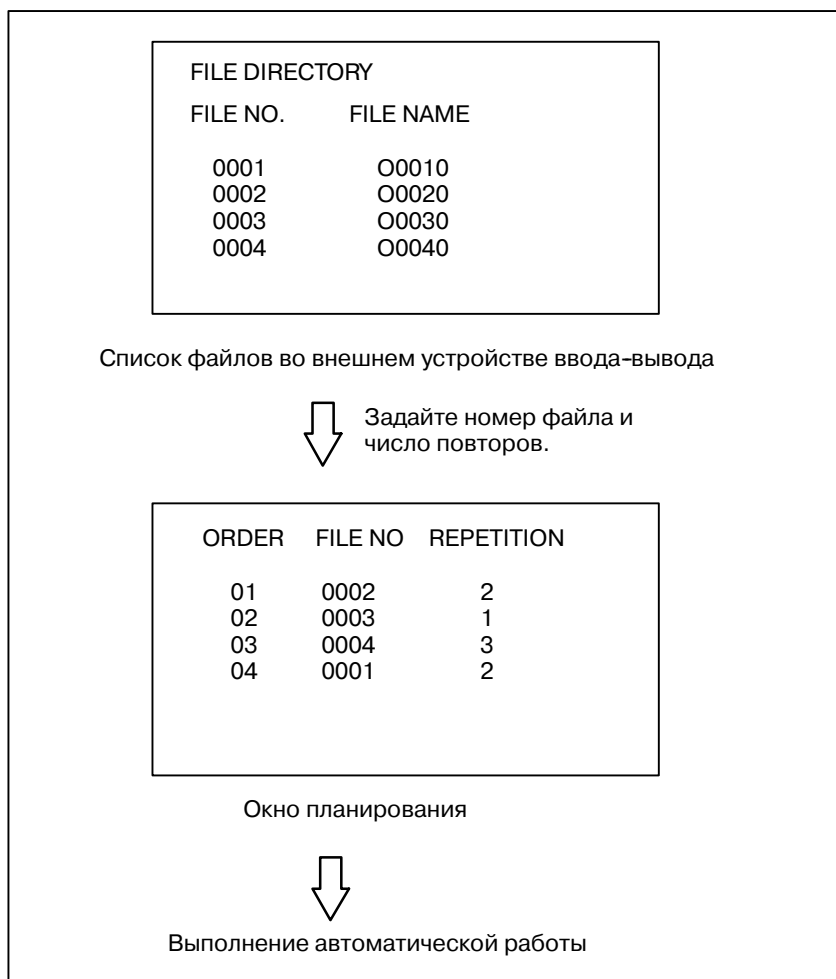 FILE DIRECTORY
FILE NO. FILE NAME
0001 O0010
0002 O0020
0003 O0030
0004 O0040
Список файлов во внешнем устройстве ввода-вывода
Задайте номер файла и
число повторов.
ORDER FILE NO REPETITION
01 0002 2
02 0003 1
03 0004 3
04 0001 2
Окно планирования
Выполнение автоматической работы